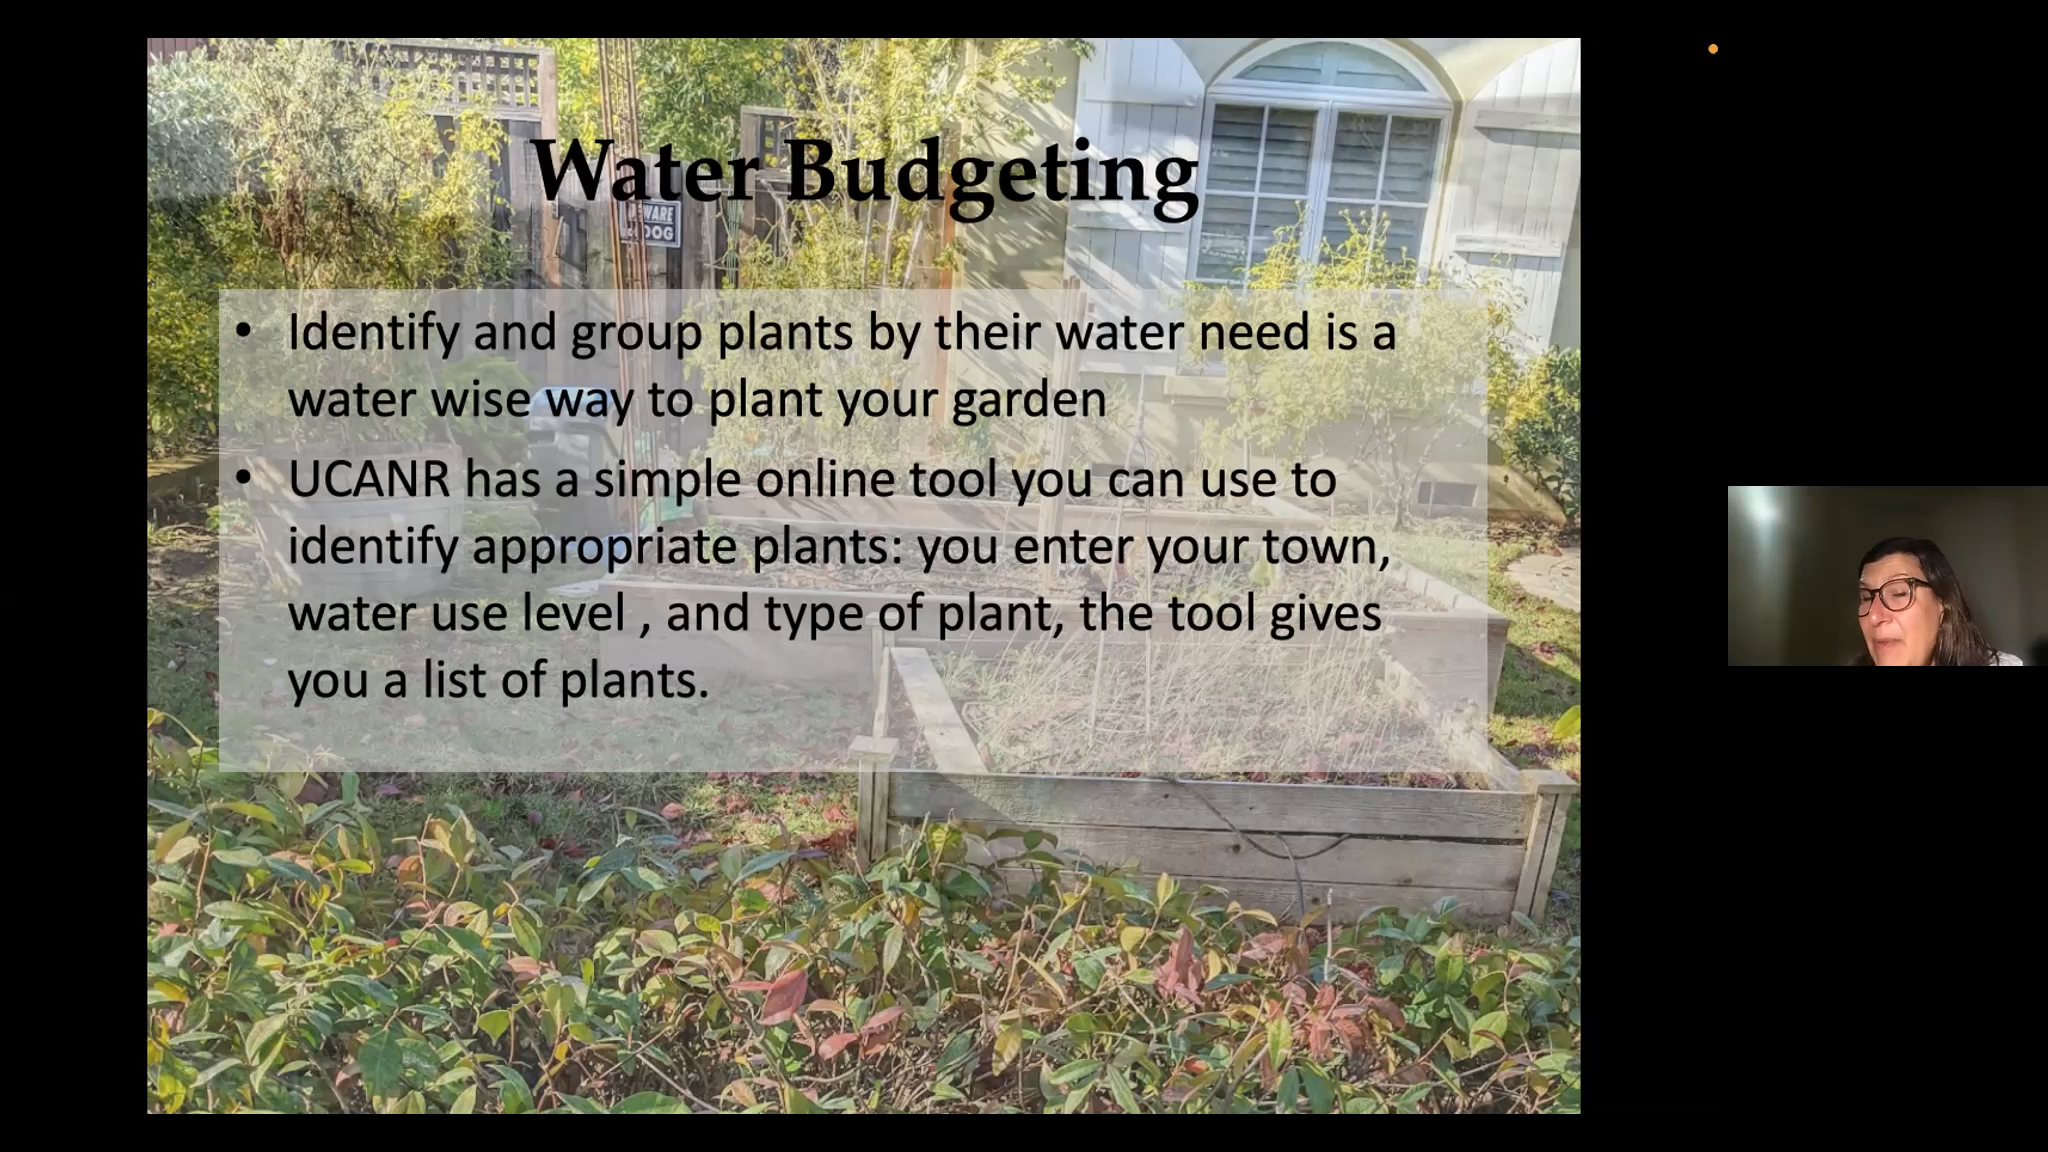 Water Budgeting
WARE
DOG
• Identify and group plants by their water need is a
water wise way to plant your garden
• UCANR has a simple online tool you can use to
identify appropriate plants: you enter your town,
water use level , and type of plant, the tool gives
you a list of plants.